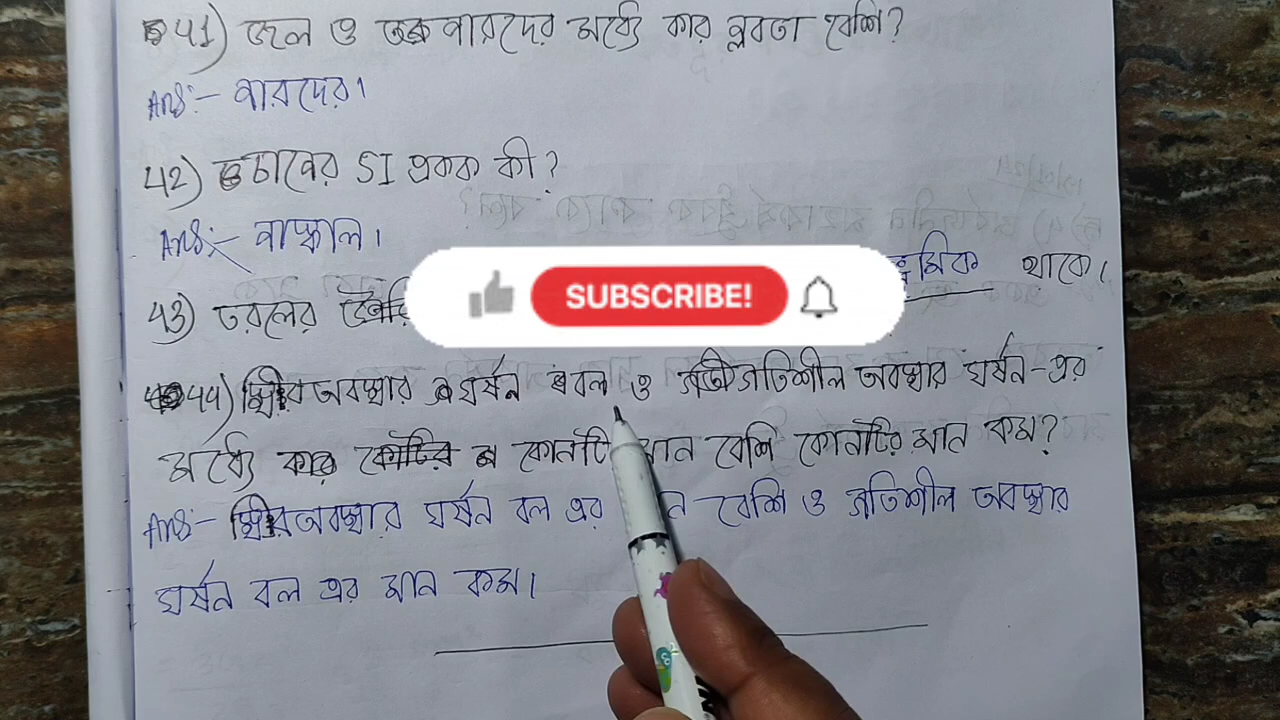 41) জল ও পারদের মধ্যে কার প্লবতা বেশি?
Ans:- পারদের।
42) চাপের SI একক কী?
Ans:- পাস্কাল।
43) তরলের থাকে।
SUBSCRIBE!
44) স্থির অবস্থার ঘর্ষন বল ও গতিশীল অবস্থার ঘর্ষন-এর
মধ্যে কোনটি মান বেশি কোনটির মান কম?
Ans:- স্থির অবস্থার ঘর্ষন বল এর বেশি ও গতিশীল অবস্থার
ঘর্ষন বল এর মান কম।